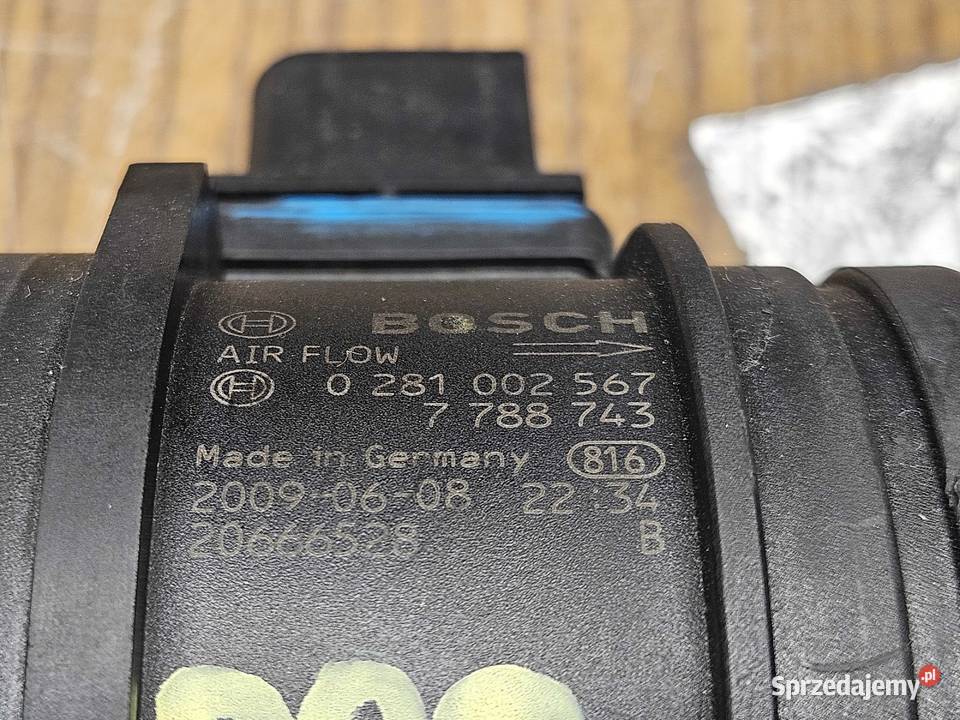 BOSCH
AIR FLOW
0 281 002 567
7 788 743
Made in Germany 816
2009-06-08 22:34
20666528 B
Sprzedajemy.pl